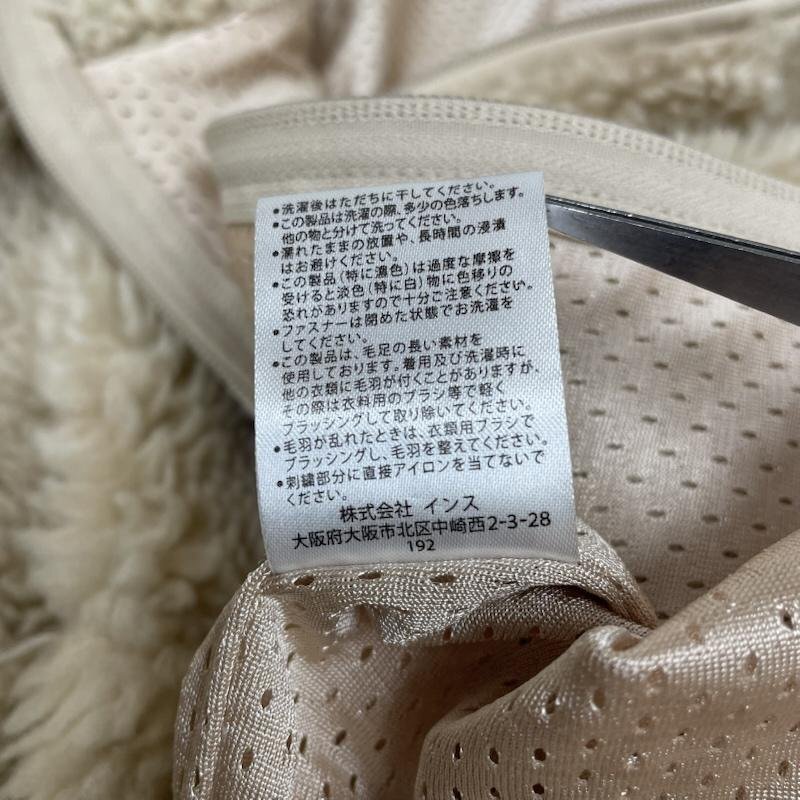 •洗濯後はただちに干してください。
•この製品は洗濯の際、多少の色落ちします。
他の物と分けて洗ってください。
•濡れたままの放置や、長時間の浸漬
はお避けください。
•この製品(特に濃色)は過度な摩擦を
受けると淡色(特に白)物に色移りの
恐れがありますので十分ご注意ください。
•ファスナーは閉めた状態でお洗濯を
してください。
•この製品は、毛足の長い素材を
使用しております。着用及び洗濯時に
他の衣類に毛羽が付くことがありますが、
その際は衣料用のブラシ等で軽く
ブラッシングして取り除いてください。
•毛羽が乱れたときは、衣類用ブラシで
ブラッシングし、毛羽を整えてください。
•刺繍部分に直接アイロンを当てないで
ください。
株式会社 インス
大阪府大阪市北区中崎西2-3-28
192